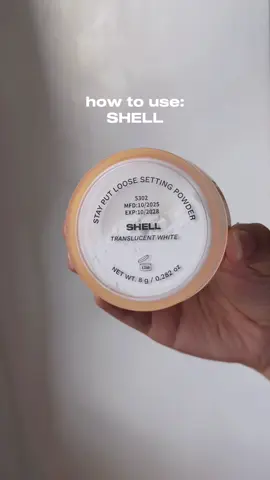 how to use:
SHELL
STAY PUT LOOSE SETTING POWDER
S302
MFD:10/2025
EXP:10/2028
SHELL
TRANSLUCENT WHITE
NET WT. 8 g / 0.282 oz